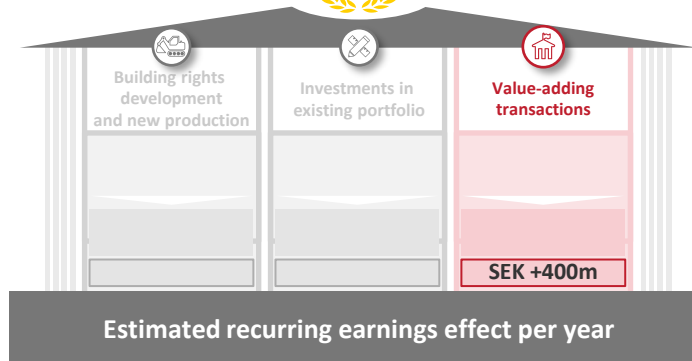 Building rights
development
and new production
Investments in
existing portfolio
Value-adding
transactions
SEK +400m
Estimated recurring earnings effect per year